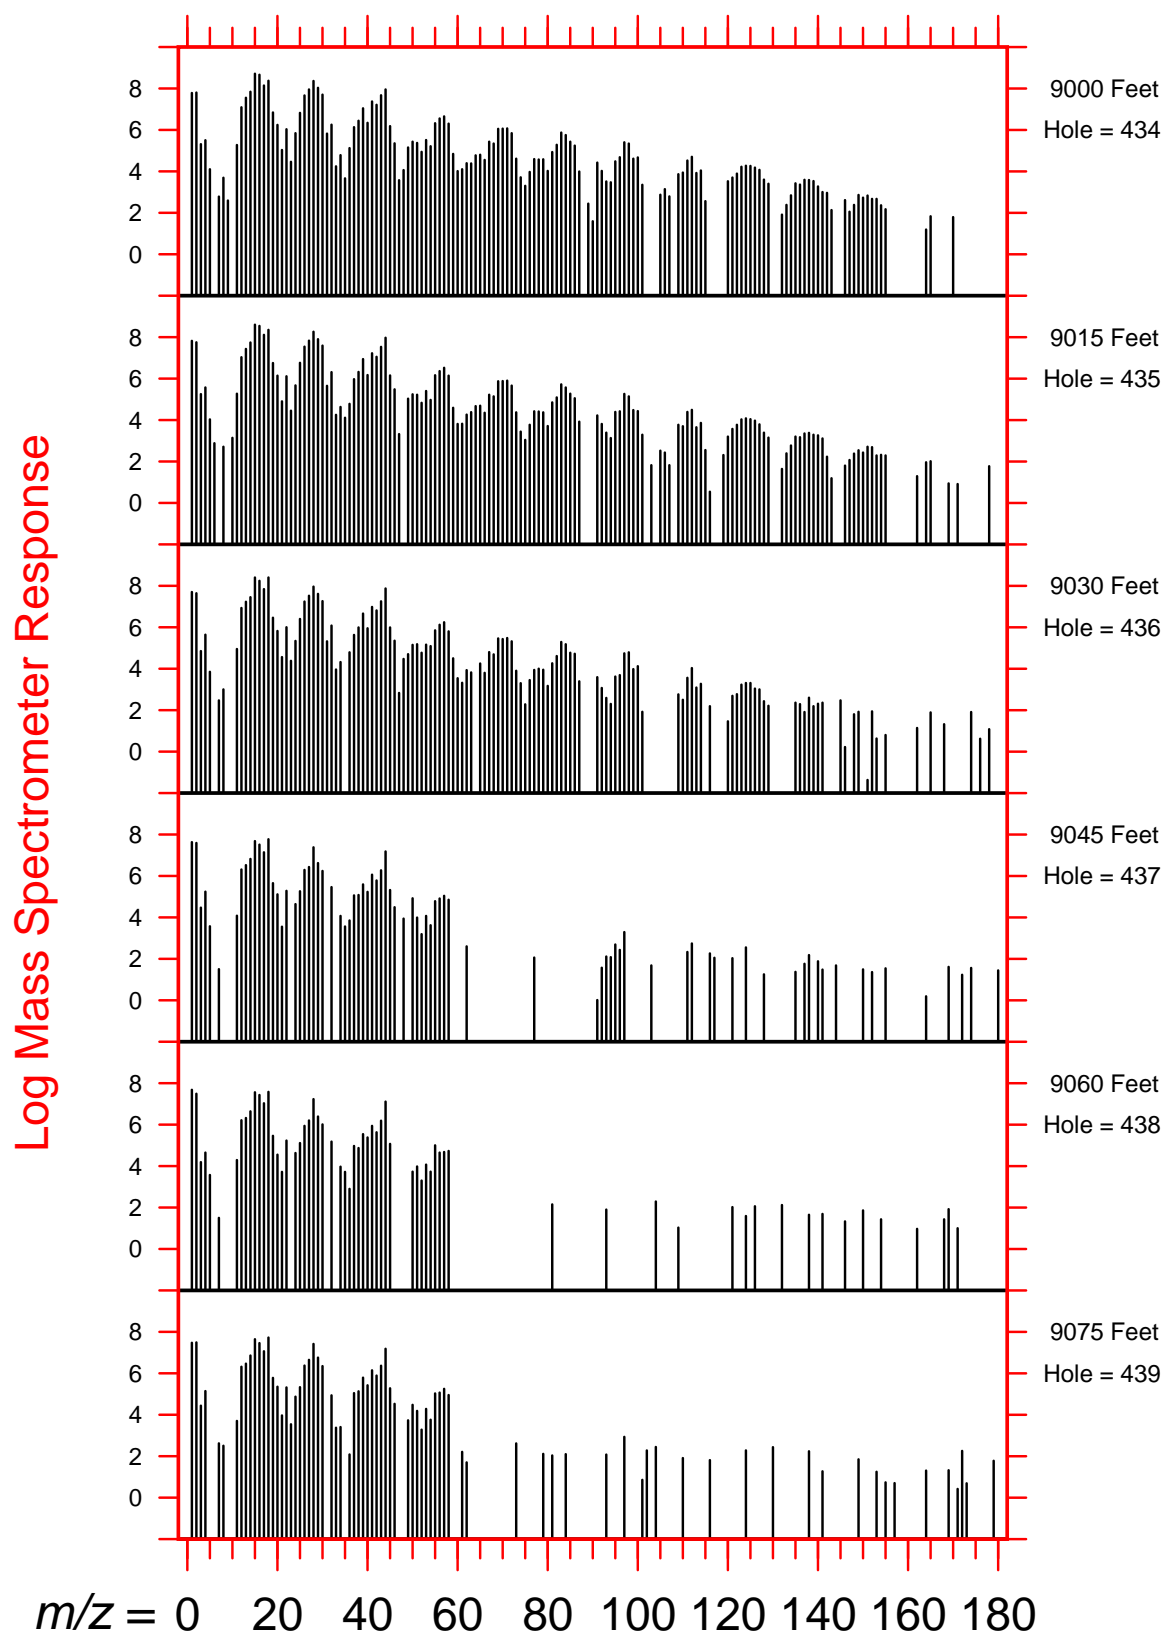 Log Mass Spectrometer Response
8
6
4
2
0
9000 Feet
Hole = 434
8
6
4
2
0
9015 Feet
Hole = 435
8
6
4
2
0
9030 Feet
Hole = 436
8
6
4
2
0
9045 Feet
Hole = 437
8
6
4
2
0
9060 Feet
Hole = 438
8
6
4
2
0
9075 Feet
Hole = 439
m/z = 0 20 40 60 80 100 120 140 160 180